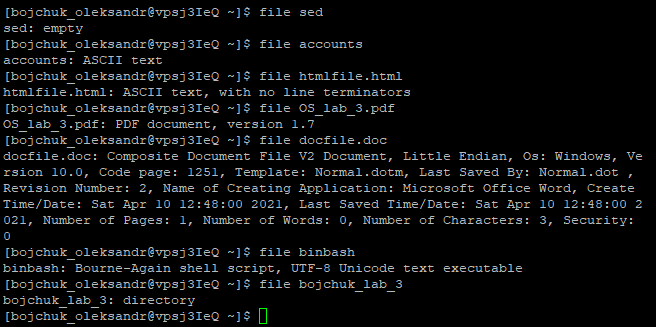 [bojchuk_oleksandr@vpsj3IeQ ~]$ file sed
sed: empty
[bojchuk_oleksandr@vpsj3IeQ ~]$ file accounts
accounts: ASCII text
[bojchuk_oleksandr@vpsj3IeQ ~]$ file htmlfile.html
htmlfile.html: ASCII text, with no line terminators
[bojchuk_oleksandr@vpsj3IeQ ~]$ file OS_lab_3.pdf
OS_lab_3.pdf: PDF document, version 1.7
[bojchuk_oleksandr@vpsj3IeQ ~]$ file docfile.doc
docfile.doc: Composite Document File V2 Document, Little Endian, Os: Windows, Ve
rsion 10.0, Code page: 1251, Template: Normal.dotm, Last Saved By: Normal.dot ,
Revision Number: 2, Name of Creating Application: Microsoft Office Word, Create
Time/Date: Sat Apr 10 12:48:00 2021, Last Saved Time/Date: Sat Apr 10 12:48:00 2
021, Number of Pages: 1, Number of Words: 0, Number of Characters: 3, Security:
0
[bojchuk_oleksandr@vpsj3IeQ ~]$ file binbash
binbash: Bourne-Again shell script, UTF-8 Unicode text executable
[bojchuk_oleksandr@vpsj3IeQ ~]$ file bojchuk_lab_3
bojchuk_lab_3: directory
[bojchuk_oleksandr@vpsj3IeQ ~]$